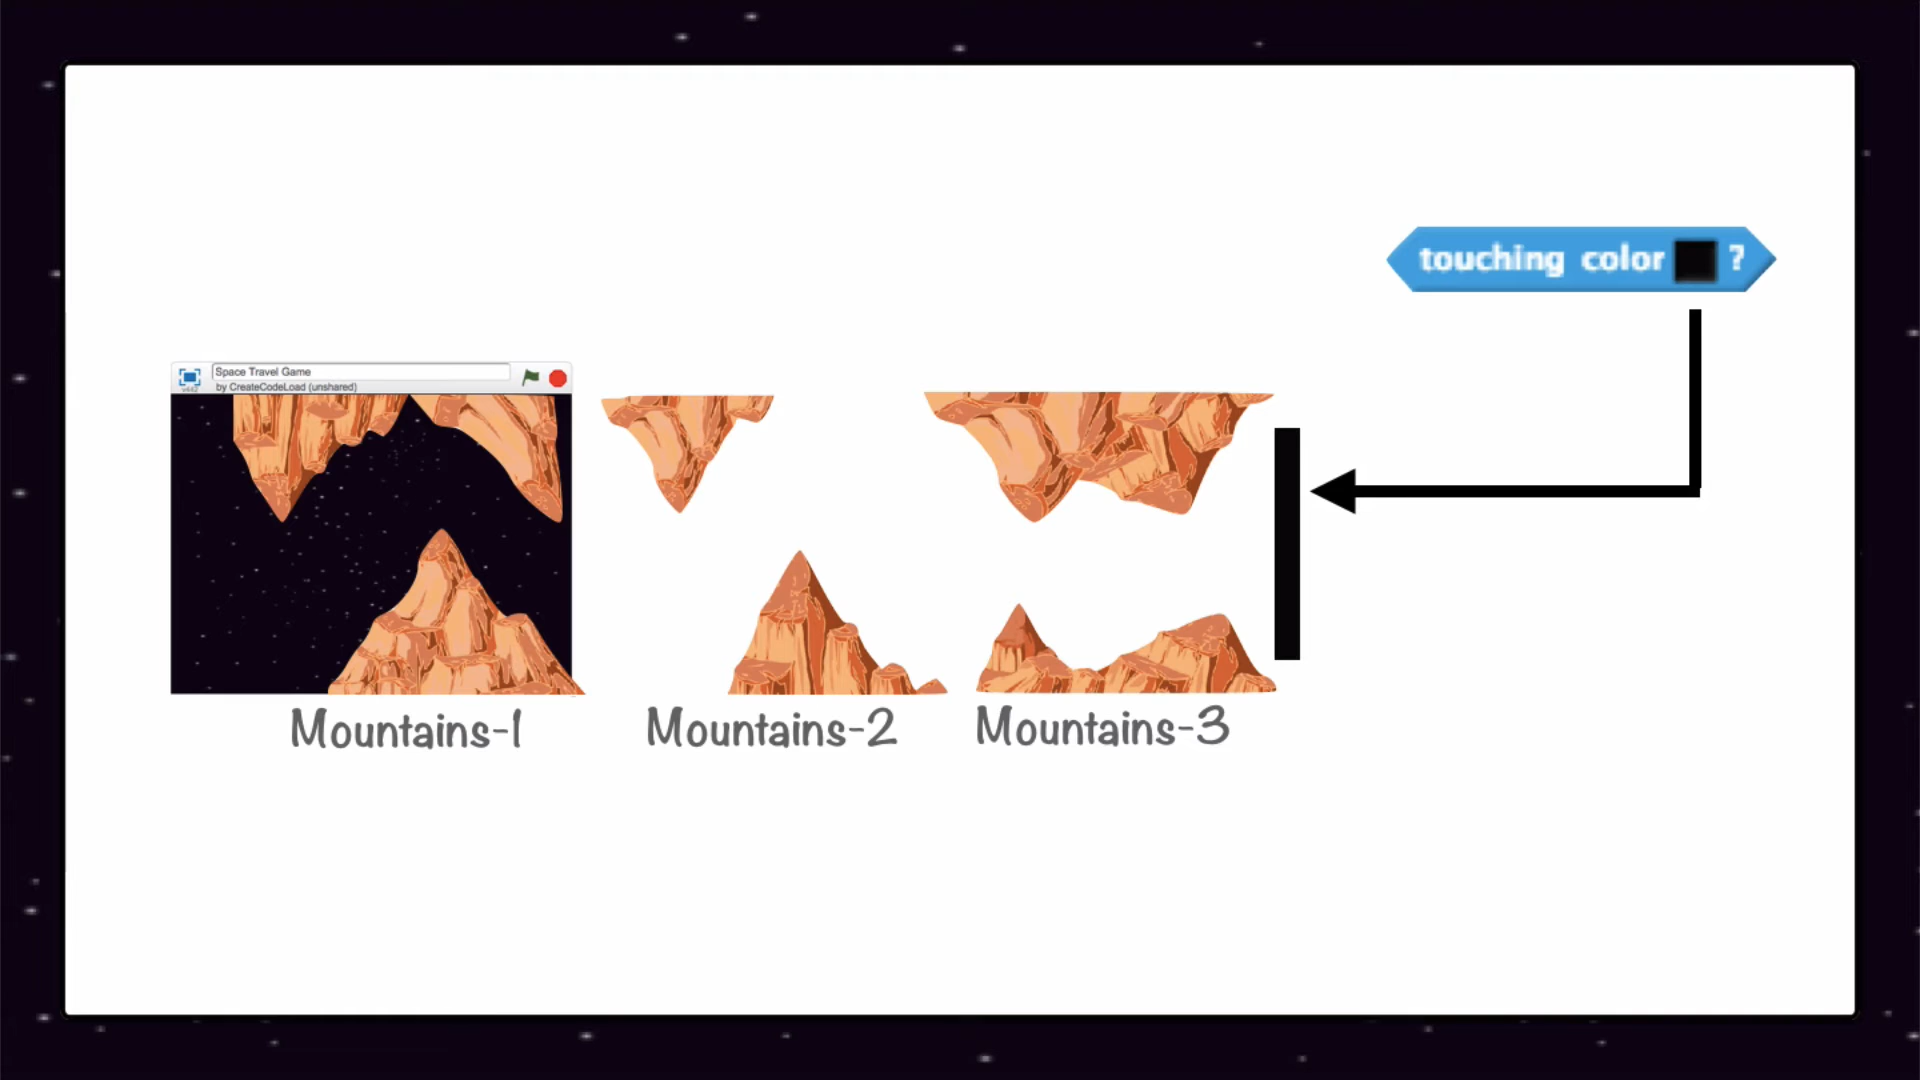 touching color ?
Space Travel Game
by CreateCodeLoad (unshared)
Mountains-1
Mountains-2
Mountains-3